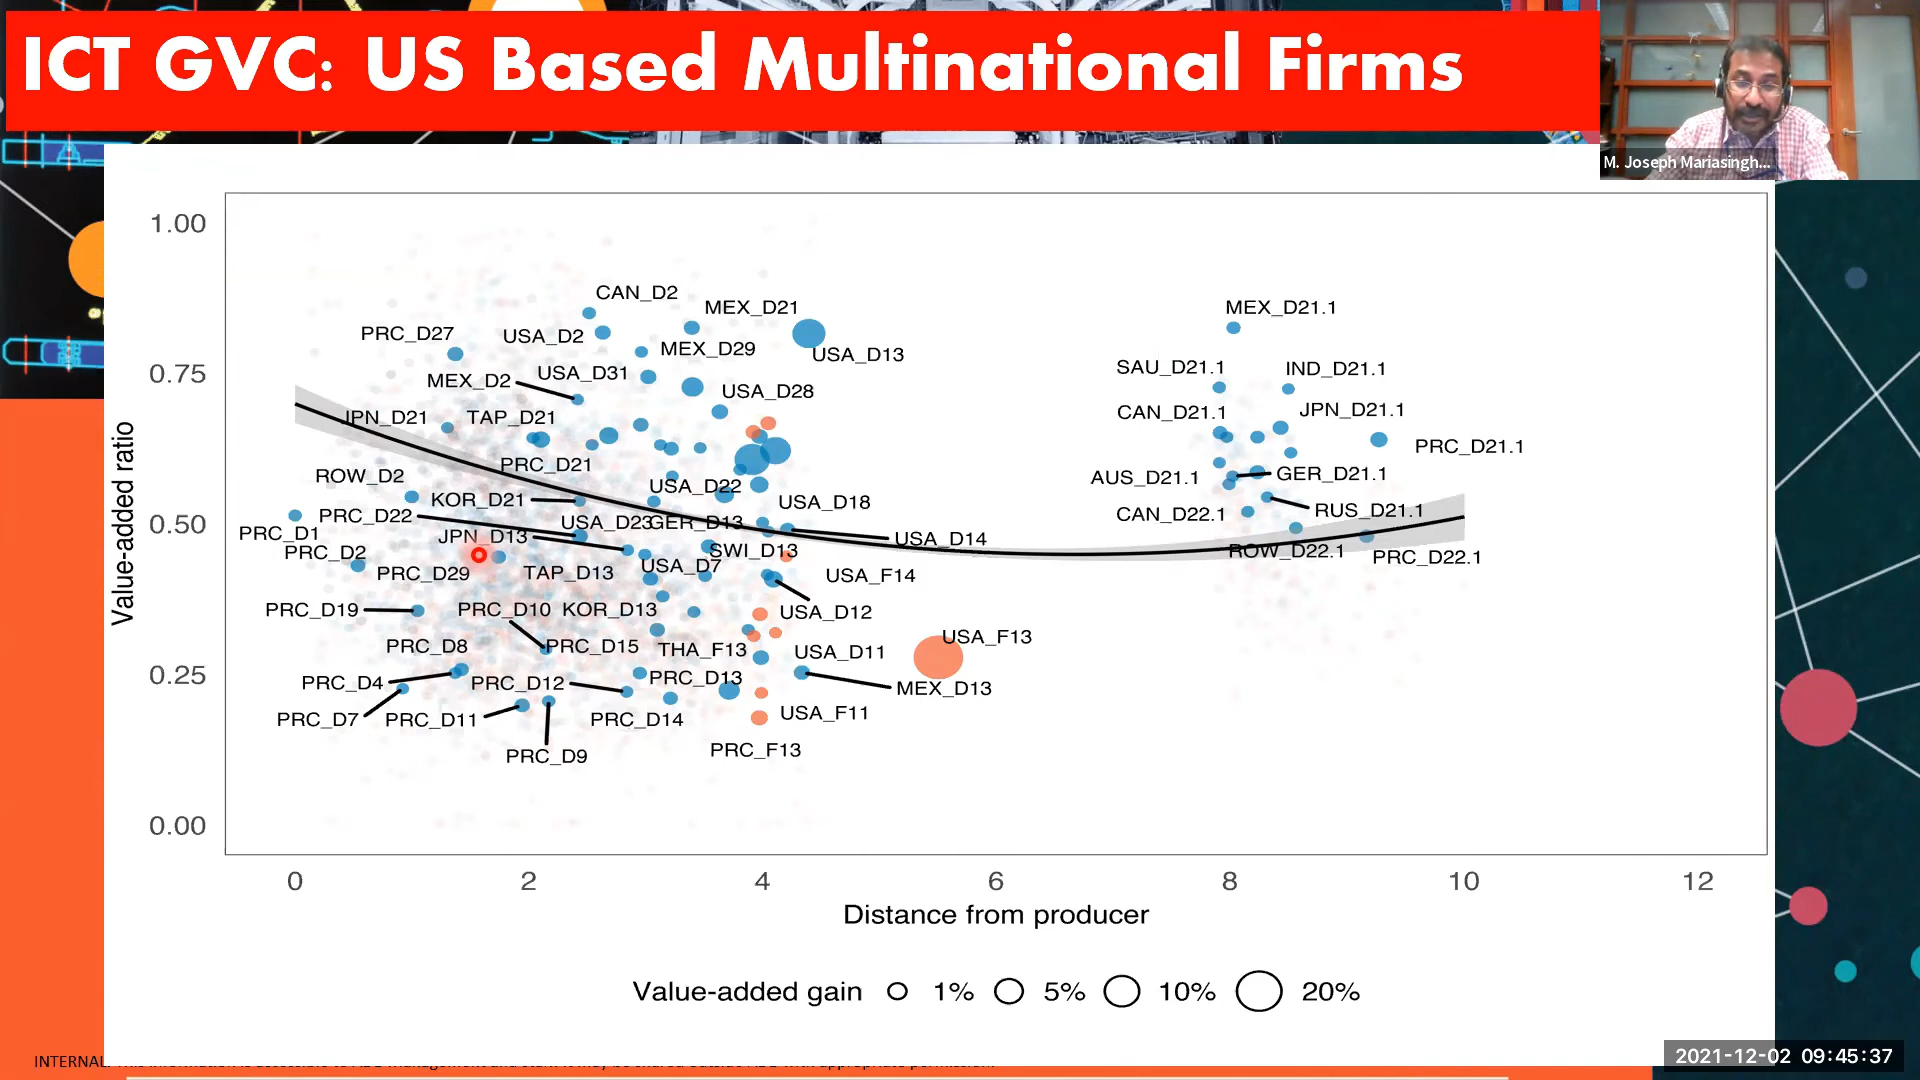 ICT GVC: US Based Multinational Firms
M. Joseph Mariasingh...
1.00
0.75
0.50
0.25
0.00
Value-added ratio
CAN_D2
MEX_D21
MEX_D21.1
PRC_D27
USA_D2
MEX_D29
USA_D13
SAU_D21.1
IND_D21.1
MEX_D2
USA_D31
USA_D28
JPN_D21
TAP_D21
CAN_D21.1
JPN_D21.1
PRC_D21.1
PRC_D21
ROW_D2
KOR_D21
USA_D22
AUS_D21.1
GER_D21.1
USA_D18
PRC_D1
PRC_D22
USA_D23
GER_D13
CAN_D22.1
RUS_D21.1
PRC_D2
JPN_D13
SWI_D13
USA_D14
ROW_D22.1
PRC_D22.1
PRC_D29
TAP_D13
USA_D7
USA_F14
PRC_D19
PRC_D10
KOR_D13
USA_D12
PRC_D8
PRC_D15
THA_F13
USA_D11
USA_F13
PRC_D4
PRC_D12
PRC_D13
MEX_D13
PRC_D7
PRC_D11
PRC_D14
USA_F11
PRC_D9
PRC_F13
0 2 4 6 8 10 12
Distance from producer
Value-added gain 1% 5% 10% 20%
INTERNAL.
2021-12-02 09:45:37